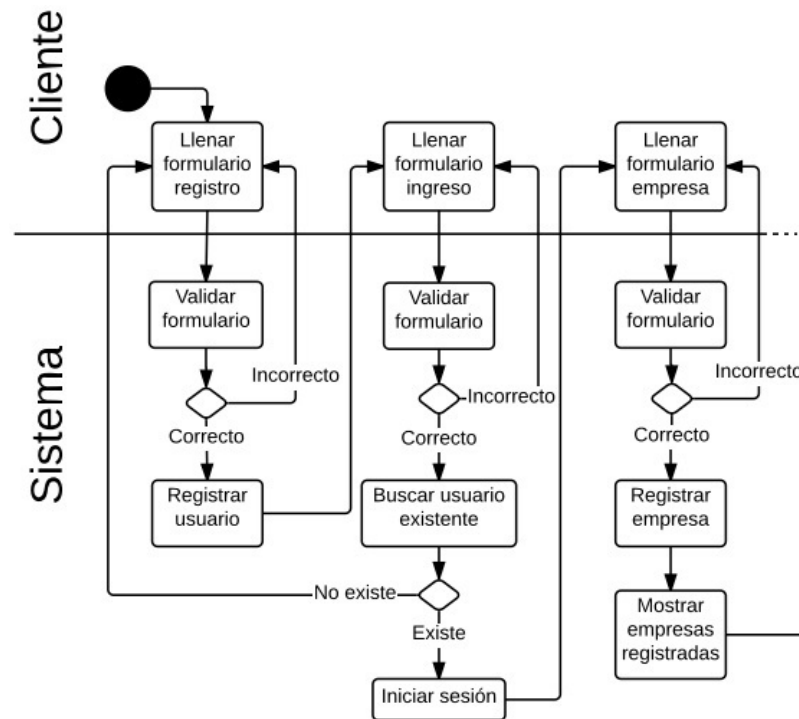 Cliente
Llenar
formulario
registro
Llenar
formulario
ingreso
Llenar
formulario
empresa
Sistema
Validar
formulario
Incorrecto
Correcto
Registrar
usuario
Validar
formulario
Incorrecto
Correcto
Buscar usuario
existente
No existe
Existe
Iniciar sesión
Validar
formulario
Incorrecto
Correcto
Registrar
empresa
Mostrar
empresas
registradas